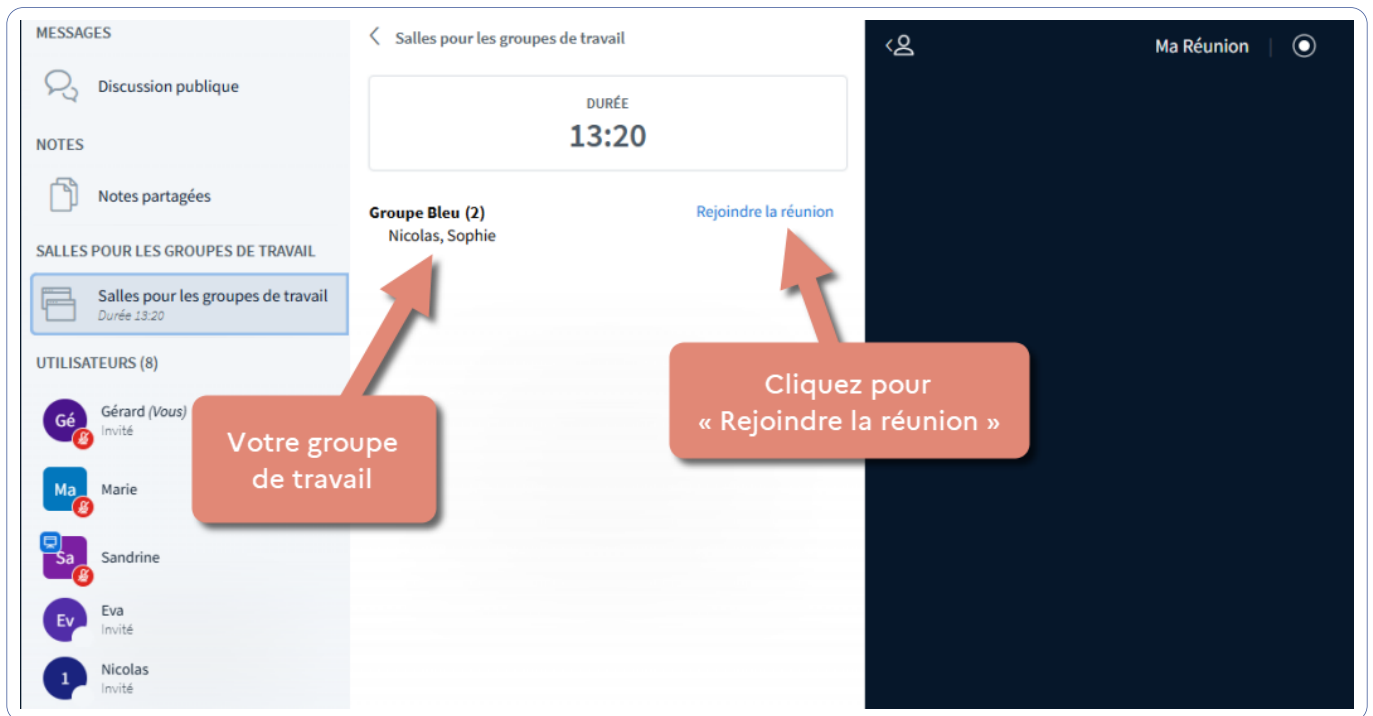 MESSAGES
Discussion publique
NOTES
Notes partagées
SALLES POUR LES GROUPES DE TRAVAIL
Salles pour les groupes de travail
Durée 13:20
UTILISATEURS (8)
Gé
Gérard (Vous)
Invité
Ma
Marie
Sa
Sandrine
Ev
Eva
Invité
1
Nicolas
Invité
Salles pour les groupes de travail
DURÉE
13:20
Groupe Bleu (2)
Rejoindre la réunion
Nicolas, Sophie
Votre groupe
de travail
Cliquez pour
« Rejoindre la réunion »
Ma Réunion